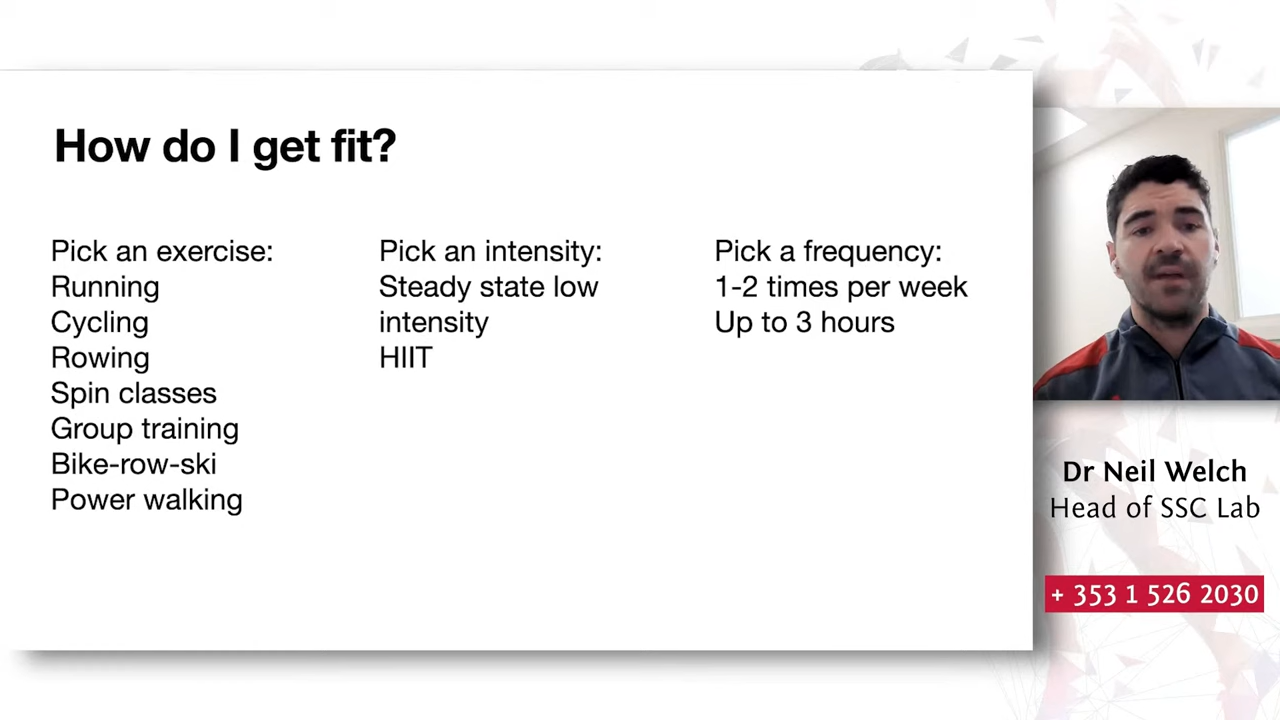 How do I get fit?
Pick an exercise:
Running
Cycling
Rowing
Spin classes
Group training
Bike-row-ski
Power walking
Pick an intensity:
Steady state low
intensity
HIIT
Pick a frequency:
1-2 times per week
Up to 3 hours
Dr Neil Welch
Head of SSC Lab
+ 353 1 526 2030